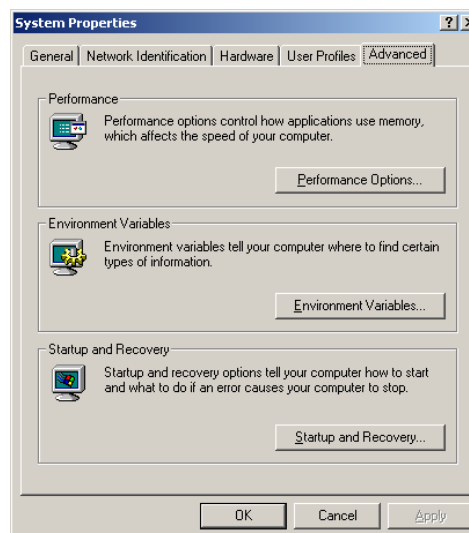 System Properties
General
Network Identification
Hardware
User Profiles
Advanced
Performance
Performance options control how applications use memory,
which affects the speed of your computer.
Performance Options...
Environment Variables
Environment variables tell your computer where to find certain
types of information.
Environment Variables...
Startup and Recovery
Startup and recovery options tell your computer how to start
and what to do if an error causes your computer to stop.
Startup and Recovery...
OK
Cancel
Apply